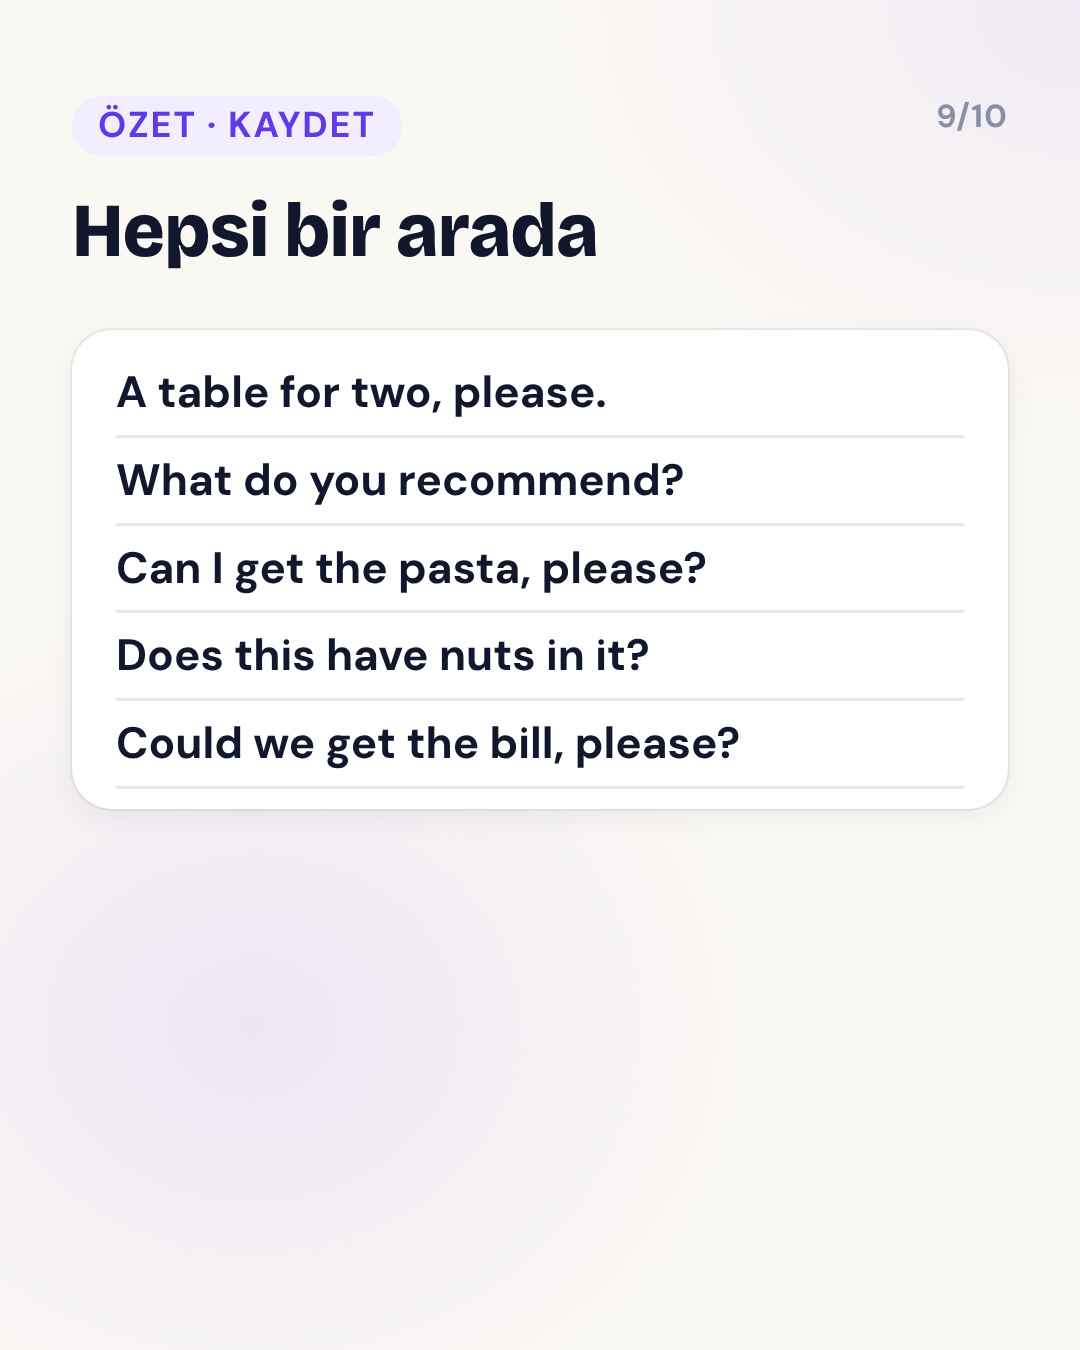 ÖZET · KAYDET
9/10
Hepsi bir arada
A table for two, please.
What do you recommend?
Can I get the pasta, please?
Does this have nuts in it?
Could we get the bill, please?